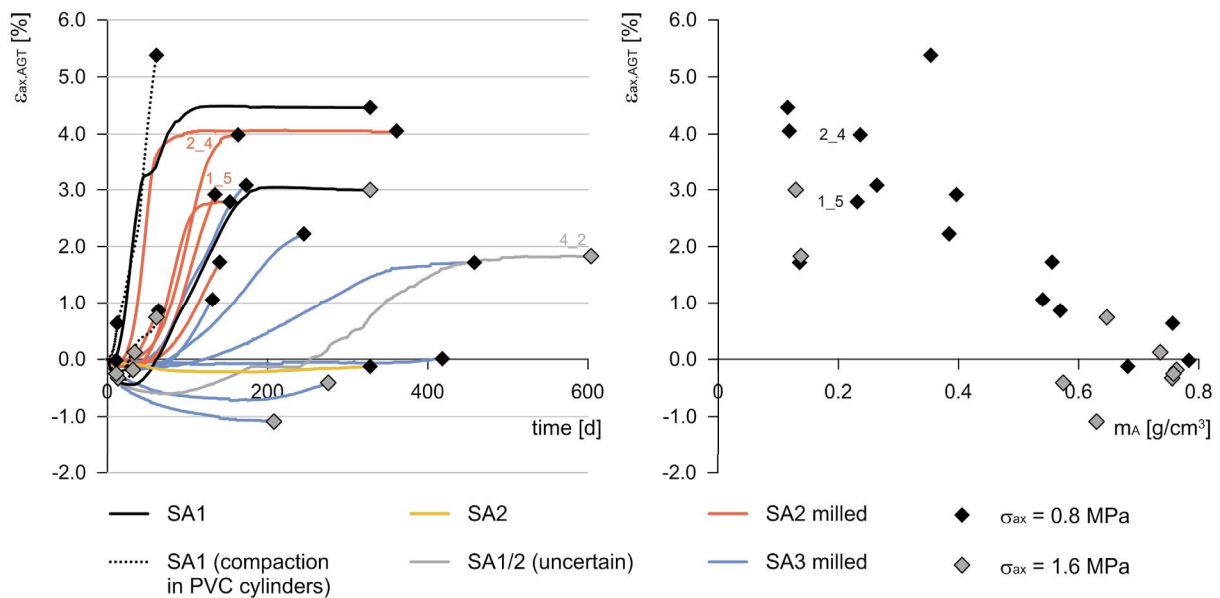 εax,AGT [%]
6.0
5.0
4.0
3.0
2.0
1.0
0.0
-1.0
-2.0
0
200
400
600
time [d]
2_4
1_5
4_2
εax,AGT [%]
6.0
5.0
4.0
3.0
2.0
1.0
0.0
-1.0
-2.0
0
0.2
0.4
0.6
0.8
mA [g/cm³]
2_4
1_5
SA1
SA2
SA2 milled
σax = 0.8 MPa
SA1 (compaction
in PVC cylinders)
SA1/2 (uncertain)
SA3 milled
σax = 1.6 MPa